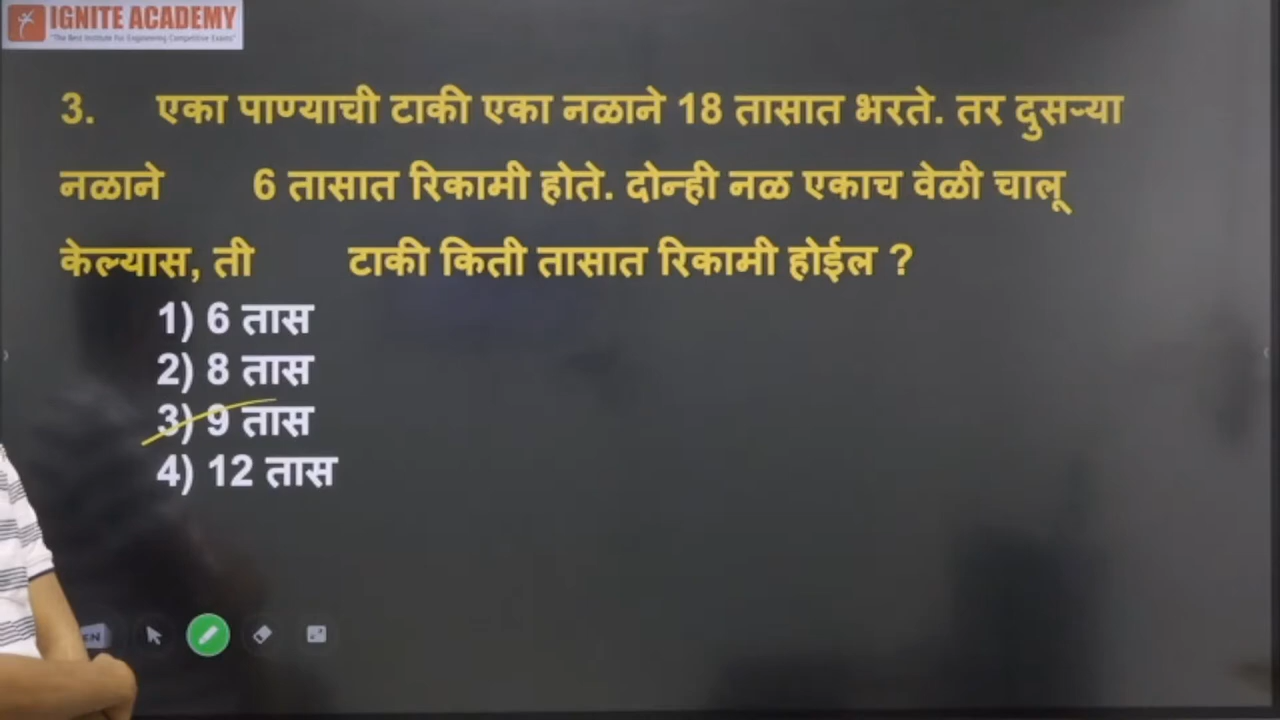 IGNITE ACADEMY
"The Best Institute For Engineering Competitive Exams"
3. एका पाण्याची टाकी एका नळाने 18 तासात भरते. तर दुसऱ्या
नळाने 6 तासात रिकामी होते. दोन्ही नळ एकाच वेळी चालू
केल्यास, ती टाकी किती तासात रिकामी होईल ?
1) 6 तास
2) 8 तास
3) 9 तास
4) 12 तास
EN